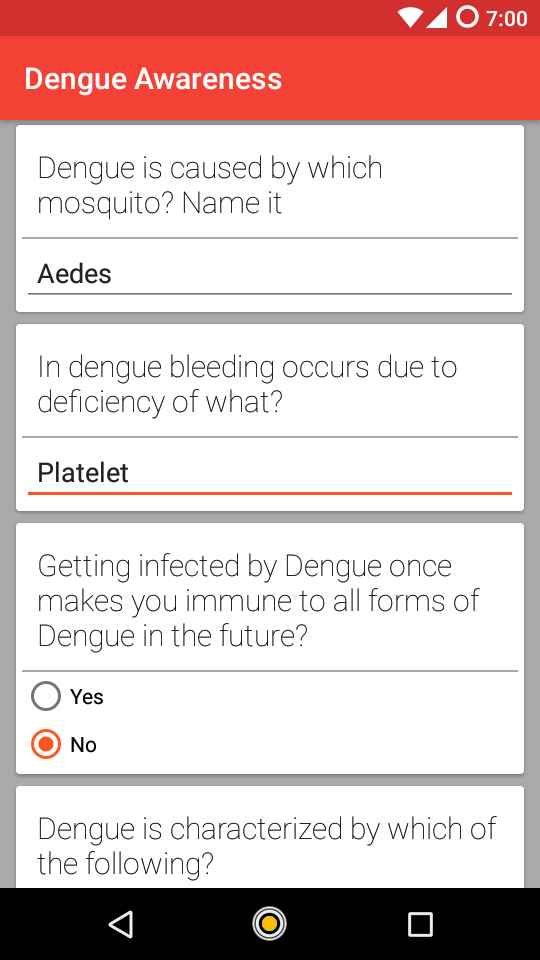 7:00
Dengue Awareness
Dengue is caused by which
mosquito? Name it
Aedes
In dengue bleeding occurs due to
deficiency of what?
Platelet
Getting infected by Dengue once
makes you immune to all forms of
Dengue in the future?
Yes
No
Dengue is characterized by which of
the following?